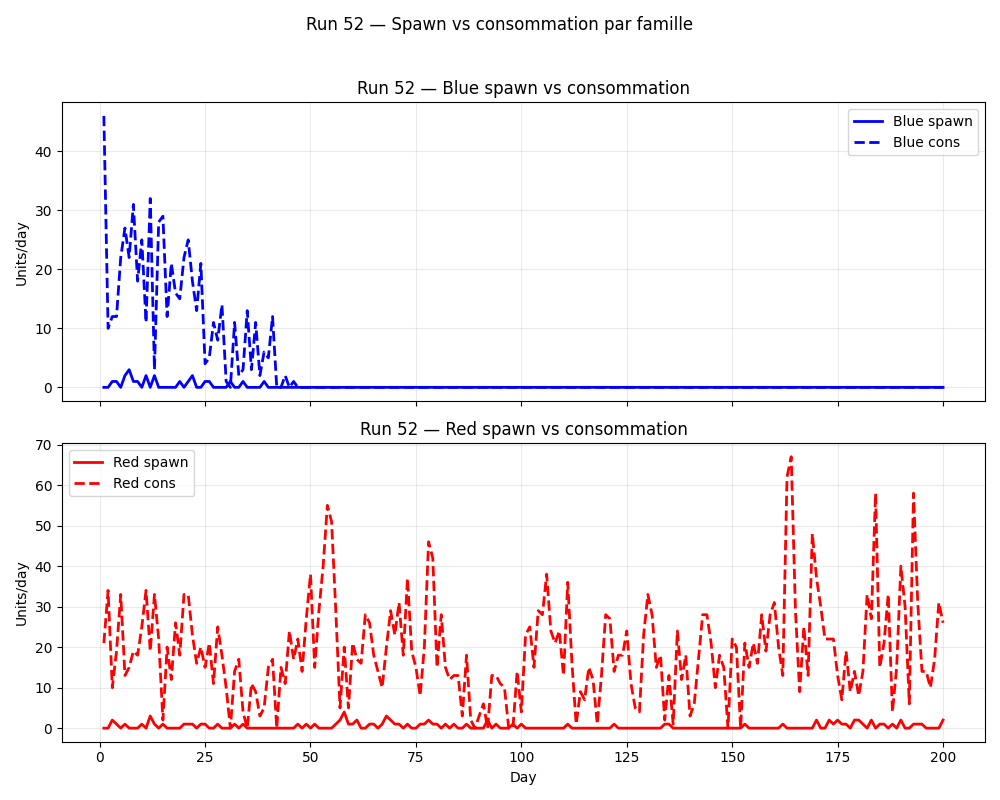 Run 52 — Spawn vs consommation par famille
Run 52 — Blue spawn vs consommation
Units/day
40
30
20
10
0
Blue spawn
Blue cons
Run 52 — Red spawn vs consommation
Units/day
70
60
50
40
30
20
10
0
Red spawn
Red cons
0 25 50 75 100 125 150 175 200
Day